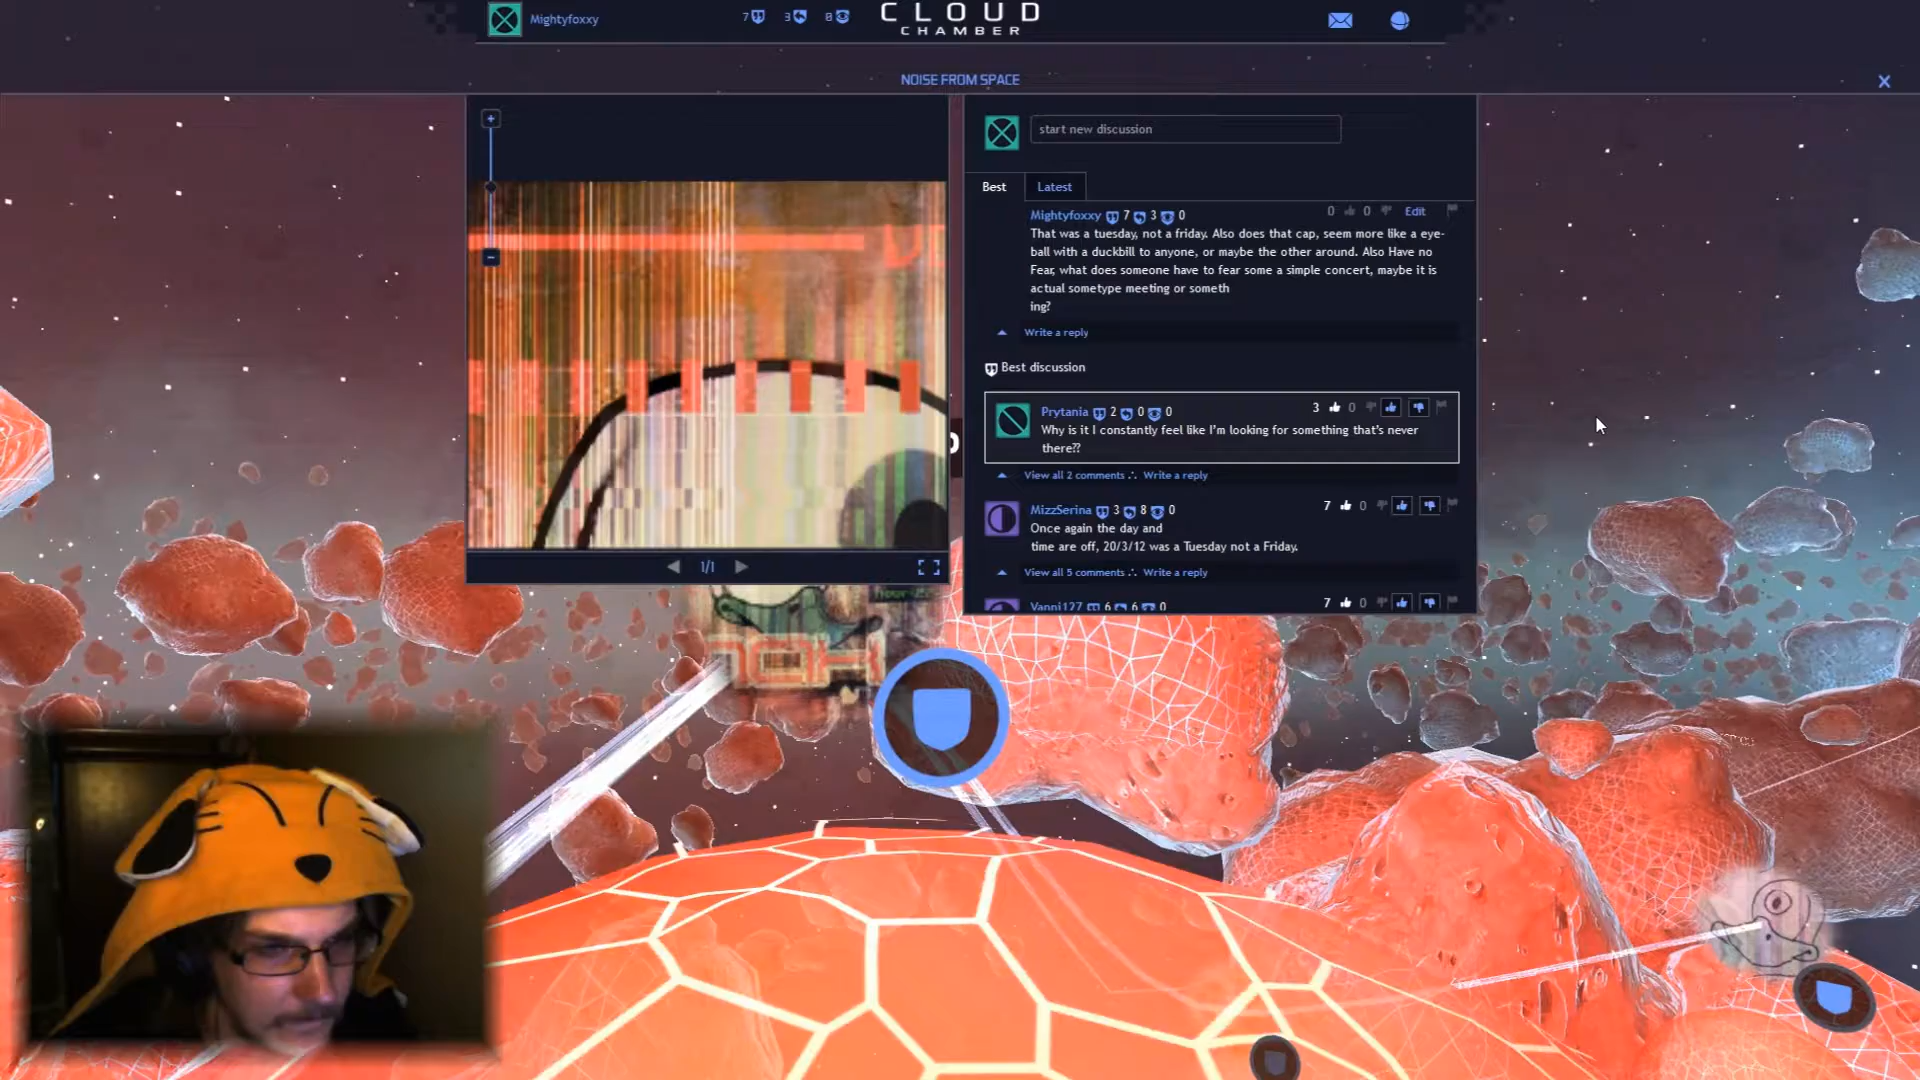 Mightyfoxxy
7 3 8
CLOUD
CHAMBER
NOISE FROM SPACE
start new discussion
Best Latest
Mightyfoxxy 7 3 0
0 0 Edit
That was a tuesday, not a friday. Also does that cap, seem more like a eye-
ball with a duckbill to anyone, or maybe the other around. Also Have no
Fear, what does someone have to fear some a simple concert, maybe it is
actual sometype meeting or someth
ing?
Write a reply
Best discussion
Prytania 2 0 0
3 0
Why is it I constantly feel like I'm looking for something that's never
there??
View all 2 comments ∴ Write a reply
MizzSerina 3 8 0
7 0
Once again the day and
time are off, 20/3/12 was a Tuesday not a Friday.
View all 5 comments ∴ Write a reply
Vanni127 6 6 0
7 0
1/1